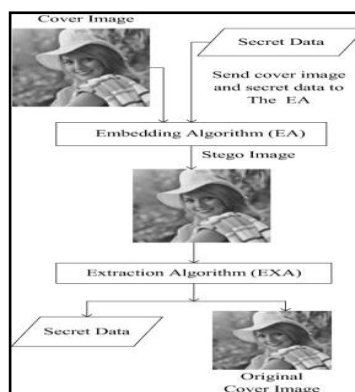 Cover Image
Secret Data
Send cover image
and secret data to
The EA
Embedding Algorithm (EA)
Stego Image
Extraction Algorithm (EXA)
Secret Data
Original
Cover Image